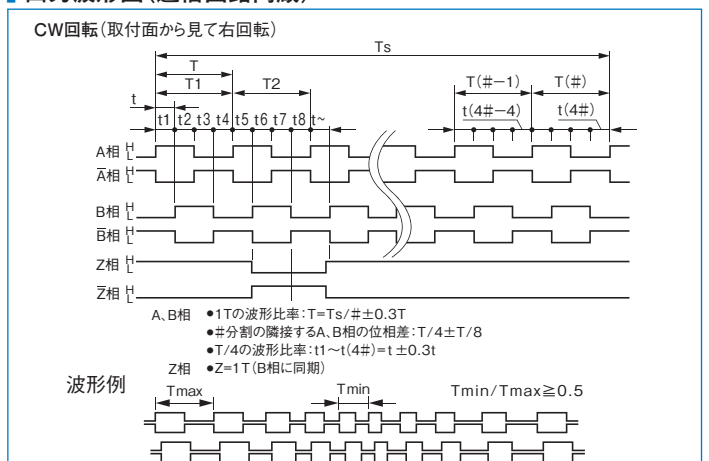 CW回転(取付面から見て右回転)
Ts
T
T1 T2 T(#−1) T(#)
t t(4#−4) t(4#)
t1 t2 t3 t4 t5 t6 t7 t8 t~
A相 H L
A̅相 H L
B相 H L
B̅相 H L
Z相 H L
Z̅相 H L
A、B相 ●1Tの波形比率:T=Ts/#±0.3T
●#分割の隣接するA、B相の位相差:T/4±T/8
●T/4の波形比率:t1~t(4#)=t±0.3t
Z相 ●Z=1T(B相に同期)
波形例 Tmax Tmin Tmin/Tmax≧0.5